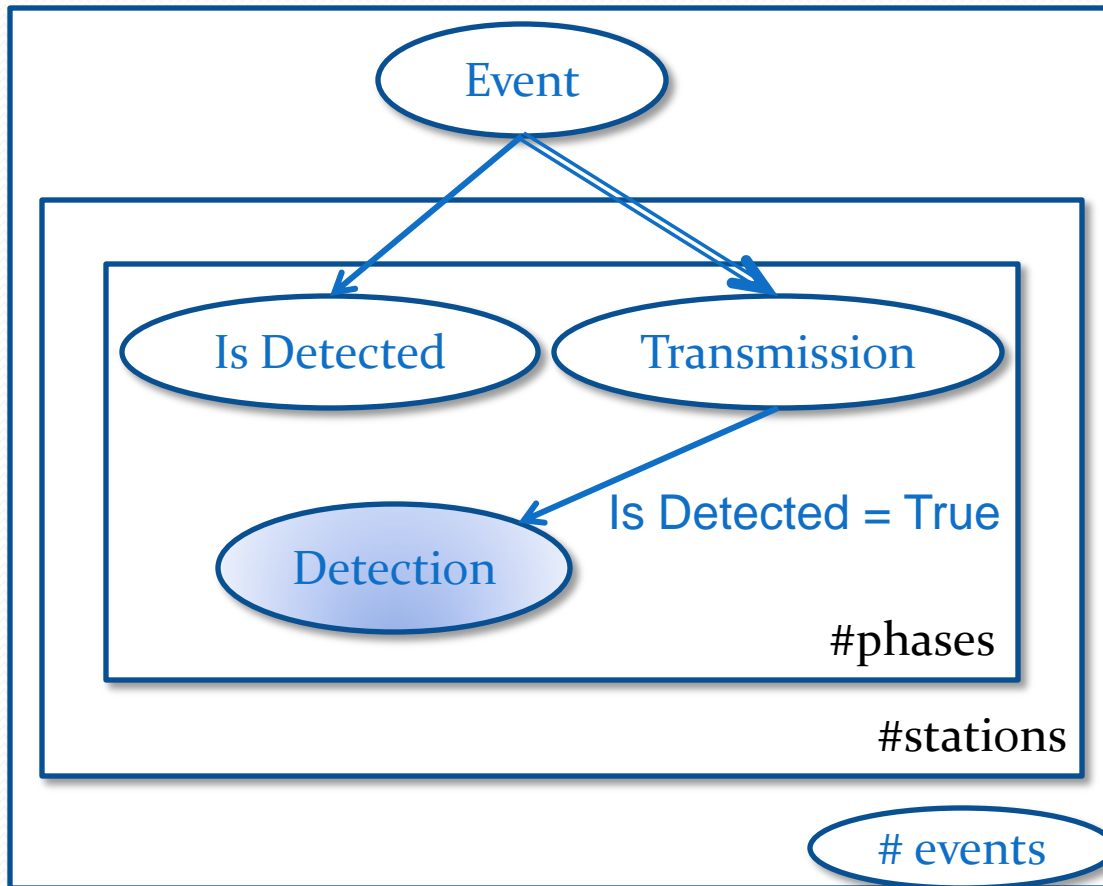 Event
Is Detected
Transmission
Is Detected = True
Detection
#phases
#stations
# events